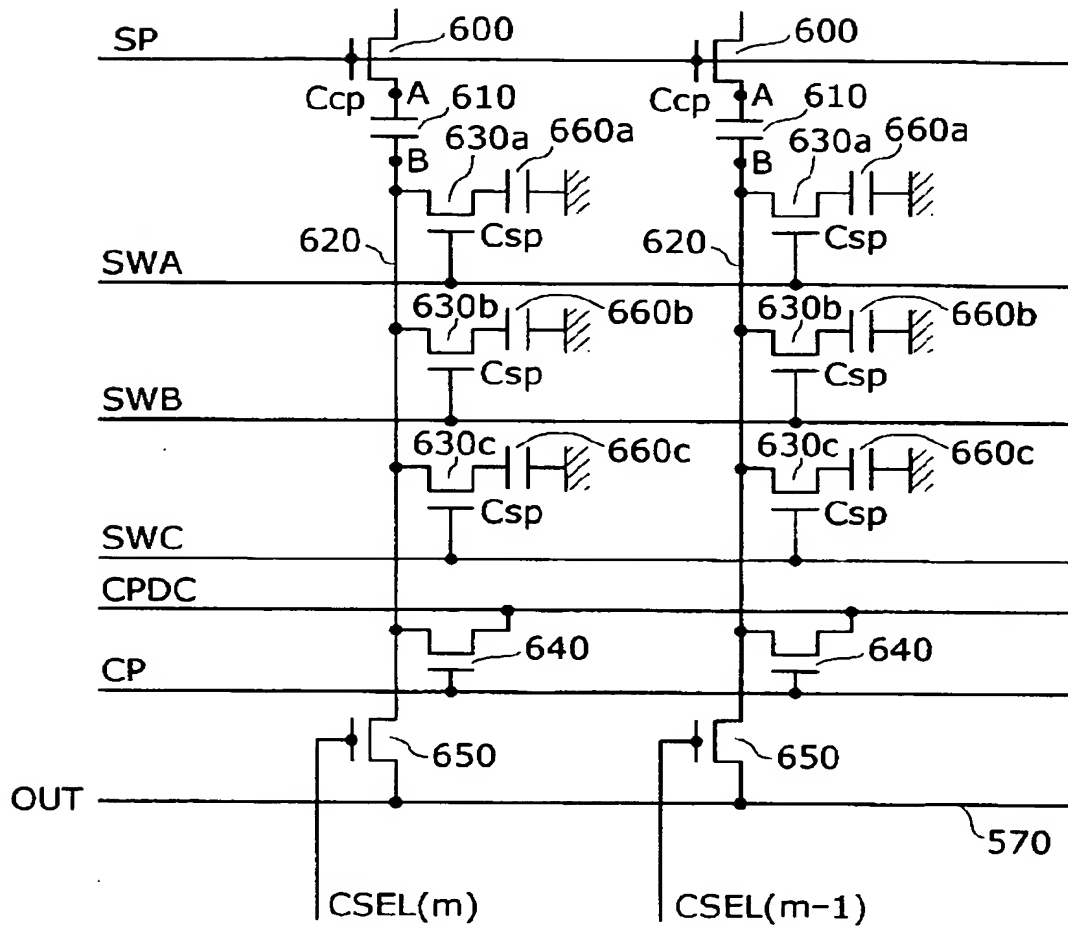 600 600
SP
Ccp A Ccp A
610 610
630a 660a 630a 660a
B B
Csp Csp
620 620
SWA
630b 660b 630b 660b
Csp Csp
SWB
630c 660c 630c 660c
Csp Csp
SWC
CPDC
640 640
CP
650 650
OUT
570
CSEL(m) CSEL(m-1)